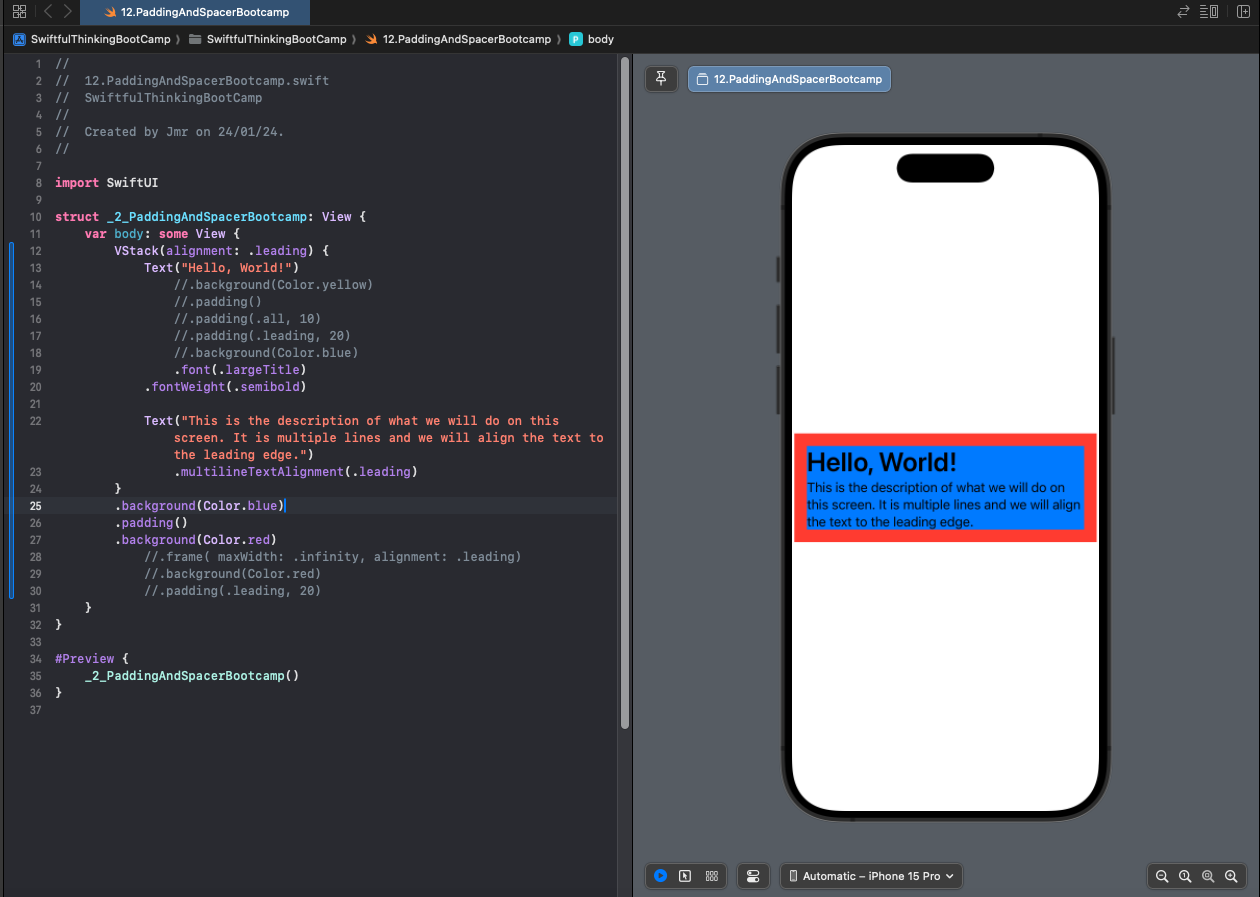 12.PaddingAndSpacerBootcamp
SwiftfulThinkingBootCamp
SwiftfulThinkingBootCamp
12.PaddingAndSpacerBootcamp
P
body
1 //
2 //  12.PaddingAndSpacerBootcamp.swift
3 //  SwiftfulThinkingBootCamp
4 //
5 //  Created by Jmr on 24/01/24.
6 //
7
8 import SwiftUI
9
10 struct _2_PaddingAndSpacerBootcamp: View {
11     var body: some View {
12         VStack(alignment: .leading) {
13             Text("Hello, World!")
14                 //.background(Color.yellow)
15                 //.padding()
16                 //.padding(.all, 10)
17                 //.padding(.leading, 20)
18                 //.background(Color.blue)
19                 .font(.largeTitle)
20             .fontWeight(.semibold)
21
22             Text("This is the description of what we will do on this
                screen. It is multiple lines and we will align the text to
                the leading edge.")
23                 .multilineTextAlignment(.leading)
24         }
25         .background(Color.blue)
26         .padding()
27         .background(Color.red)
28             //.frame( maxWidth: .infinity, alignment: .leading)
29             //.background(Color.red)
30             //.padding(.leading, 20)
31     }
32 }
33
34 #Preview {
35     _2_PaddingAndSpacerBootcamp()
36 }
37
12.PaddingAndSpacerBootcamp
Hello, World!
This is the description of what we will do on
this screen. It is multiple lines and we will align
the text to the leading edge.
Automatic – iPhone 15 Pro